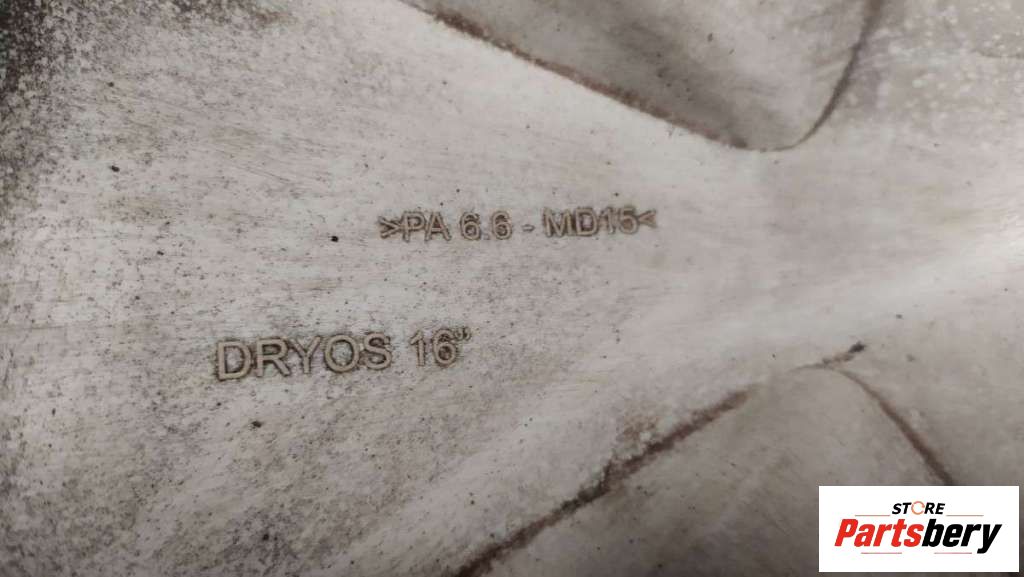 >PA 6.6 - MD15<
DRYOS 16”
STORE
Partsbery